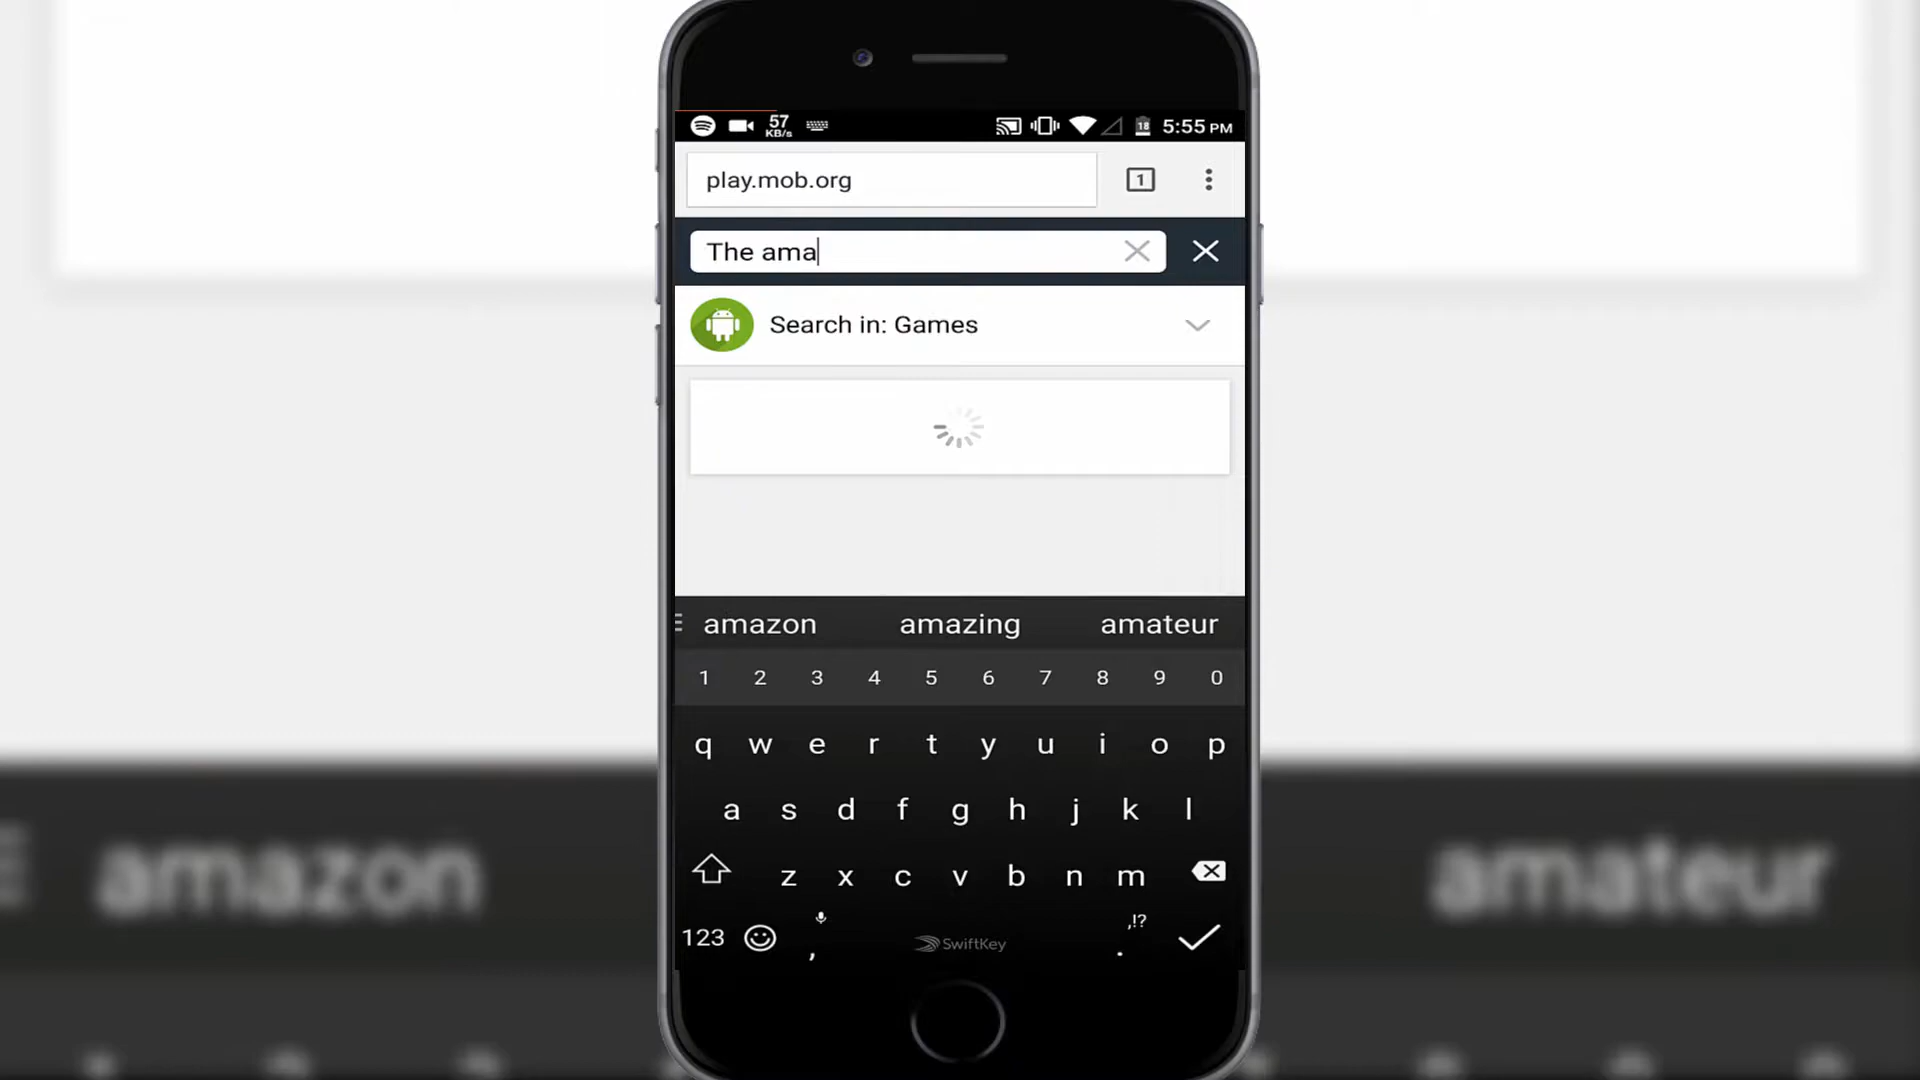 57
KB/s
18
5:55 PM
play.mob.org
1
The ama
Search in: Games
amazon amazing amateur
1 2 3 4 5 6 7 8 9 0
q w e r t y u i o p
a s d f g h j k l
z x c v b n m
123 , SwiftKey . ,!?
amazon amateur